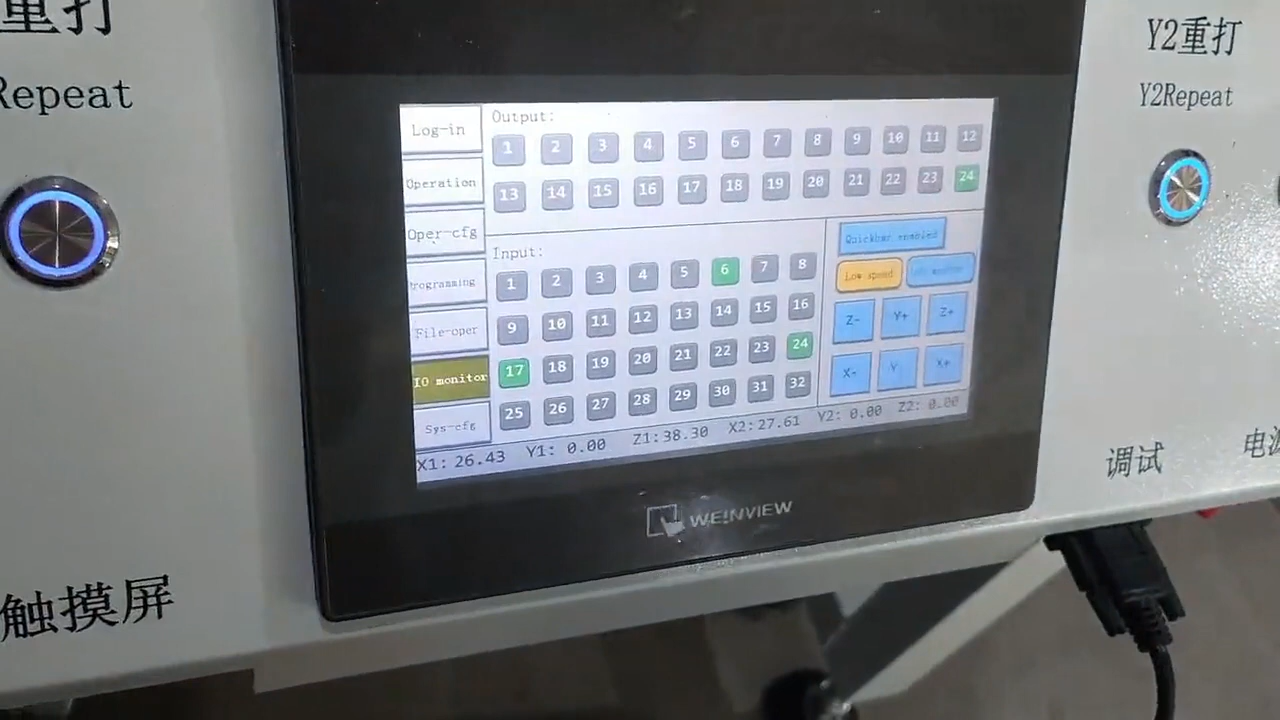 重打
Repeat
触摸屏
Log-in
Operation
Oper-cfg
rogramming
File-oper
IO monitor
Sys-cfg
Output:
1 2 3 4 5 6 7 8 9 10 11 12
13 14 15 16 17 18 19 20 21 22 23 24
Input:
1 2 3 4 5 6 7 8
9 10 11 12 13 14 15 16
17 18 19 20 21 22 23 24
25 26 27 28 29 30 31 32
Quickbar enabled
Low speed
Z- Y+ Z+
X- Y X+
X1: 26.43 Y1: 0.00 Z1:38.30 X2:27.61 Y2: 0.00 Z2: 0.00
WEINVIEW
Y2重打
Y2Repeat
调试
电源